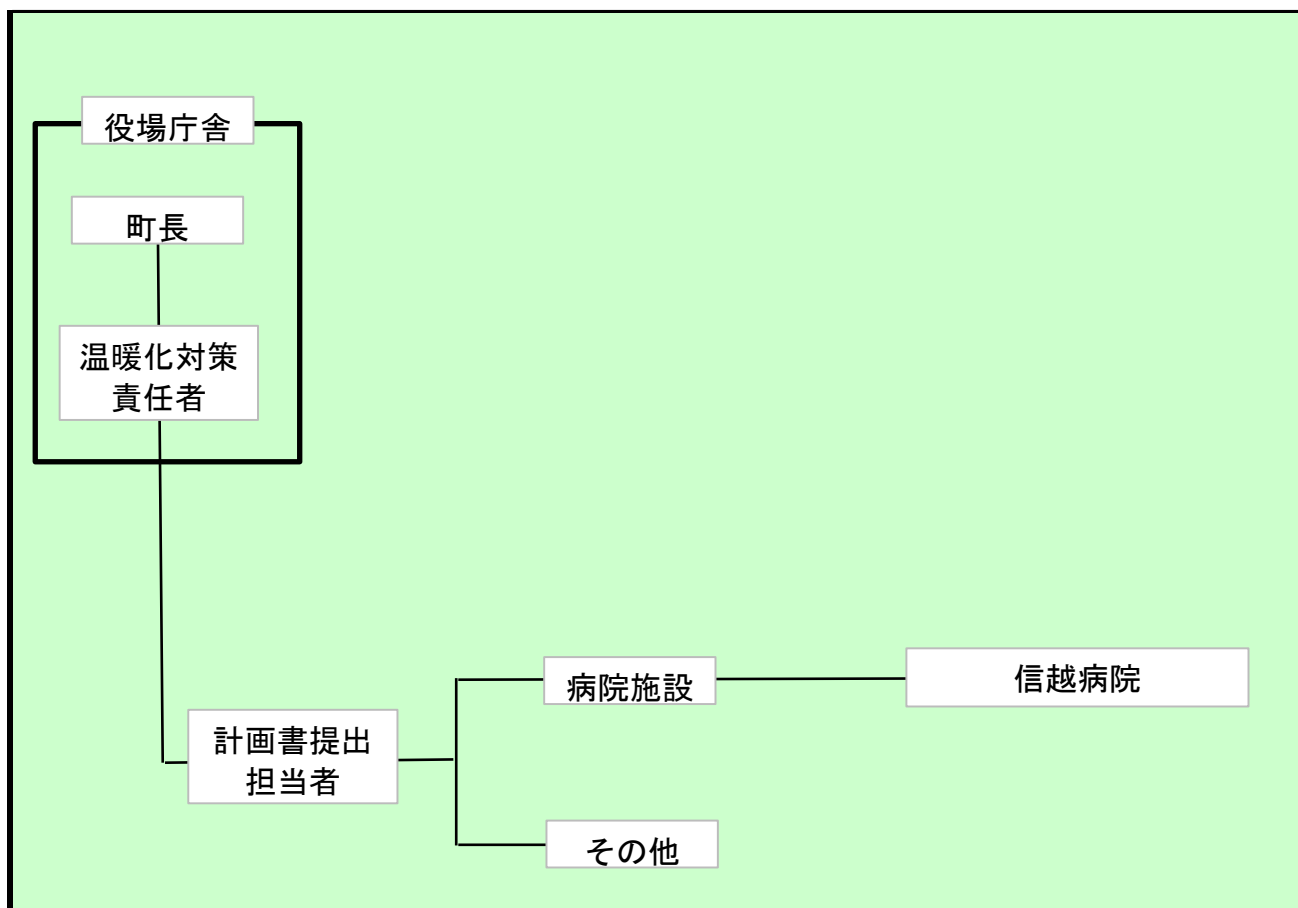 役場庁舎
町長
温暖化対策
責任者
病院施設
信越病院
計画書提出
担当者
その他